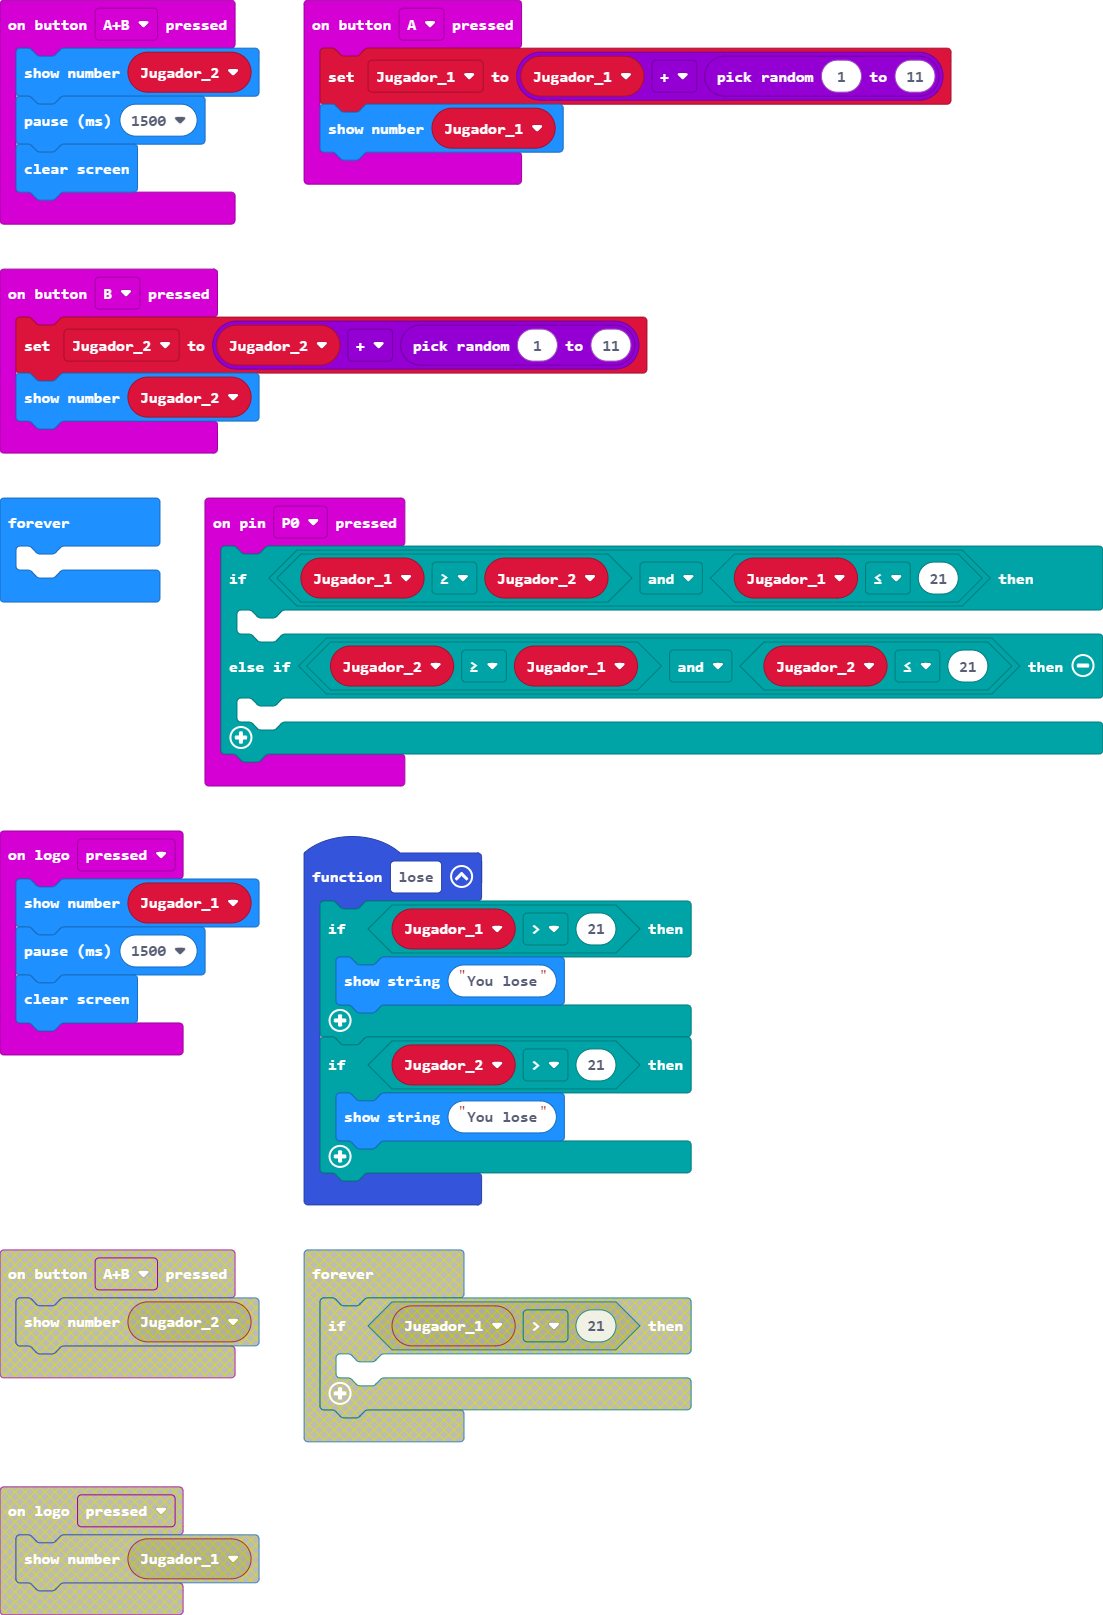 on button A+B pressed
show number Jugador_2
pause (ms) 1500
clear screen
on button A pressed
set Jugador_1 to Jugador_1 + pick random 1 to 11
show number Jugador_1
on button B pressed
set Jugador_2 to Jugador_2 + pick random 1 to 11
show number Jugador_2
forever
on pin P0 pressed
if Jugador_1 ≥ Jugador_2 and Jugador_1 ≤ 21 then
else if Jugador_2 ≥ Jugador_1 and Jugador_2 ≤ 21 then
on logo pressed
show number Jugador_1
pause (ms) 1500
clear screen
function lose
if Jugador_1 > 21 then
show string "You lose"
if Jugador_2 > 21 then
show string "You lose"
on button A+B pressed
show number Jugador_2
forever
if Jugador_1 > 21 then
on logo pressed
show number Jugador_1